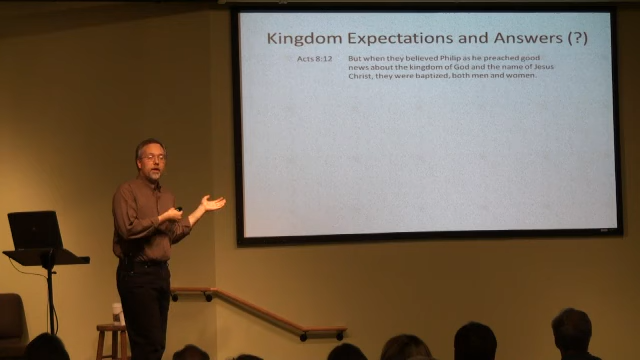 Kingdom Expectations and Answers (?)
Acts 8:12 But when they believed Philip as he preached good
news about the kingdom of God and the name of Jesus
Christ, they were baptized, both men and women.